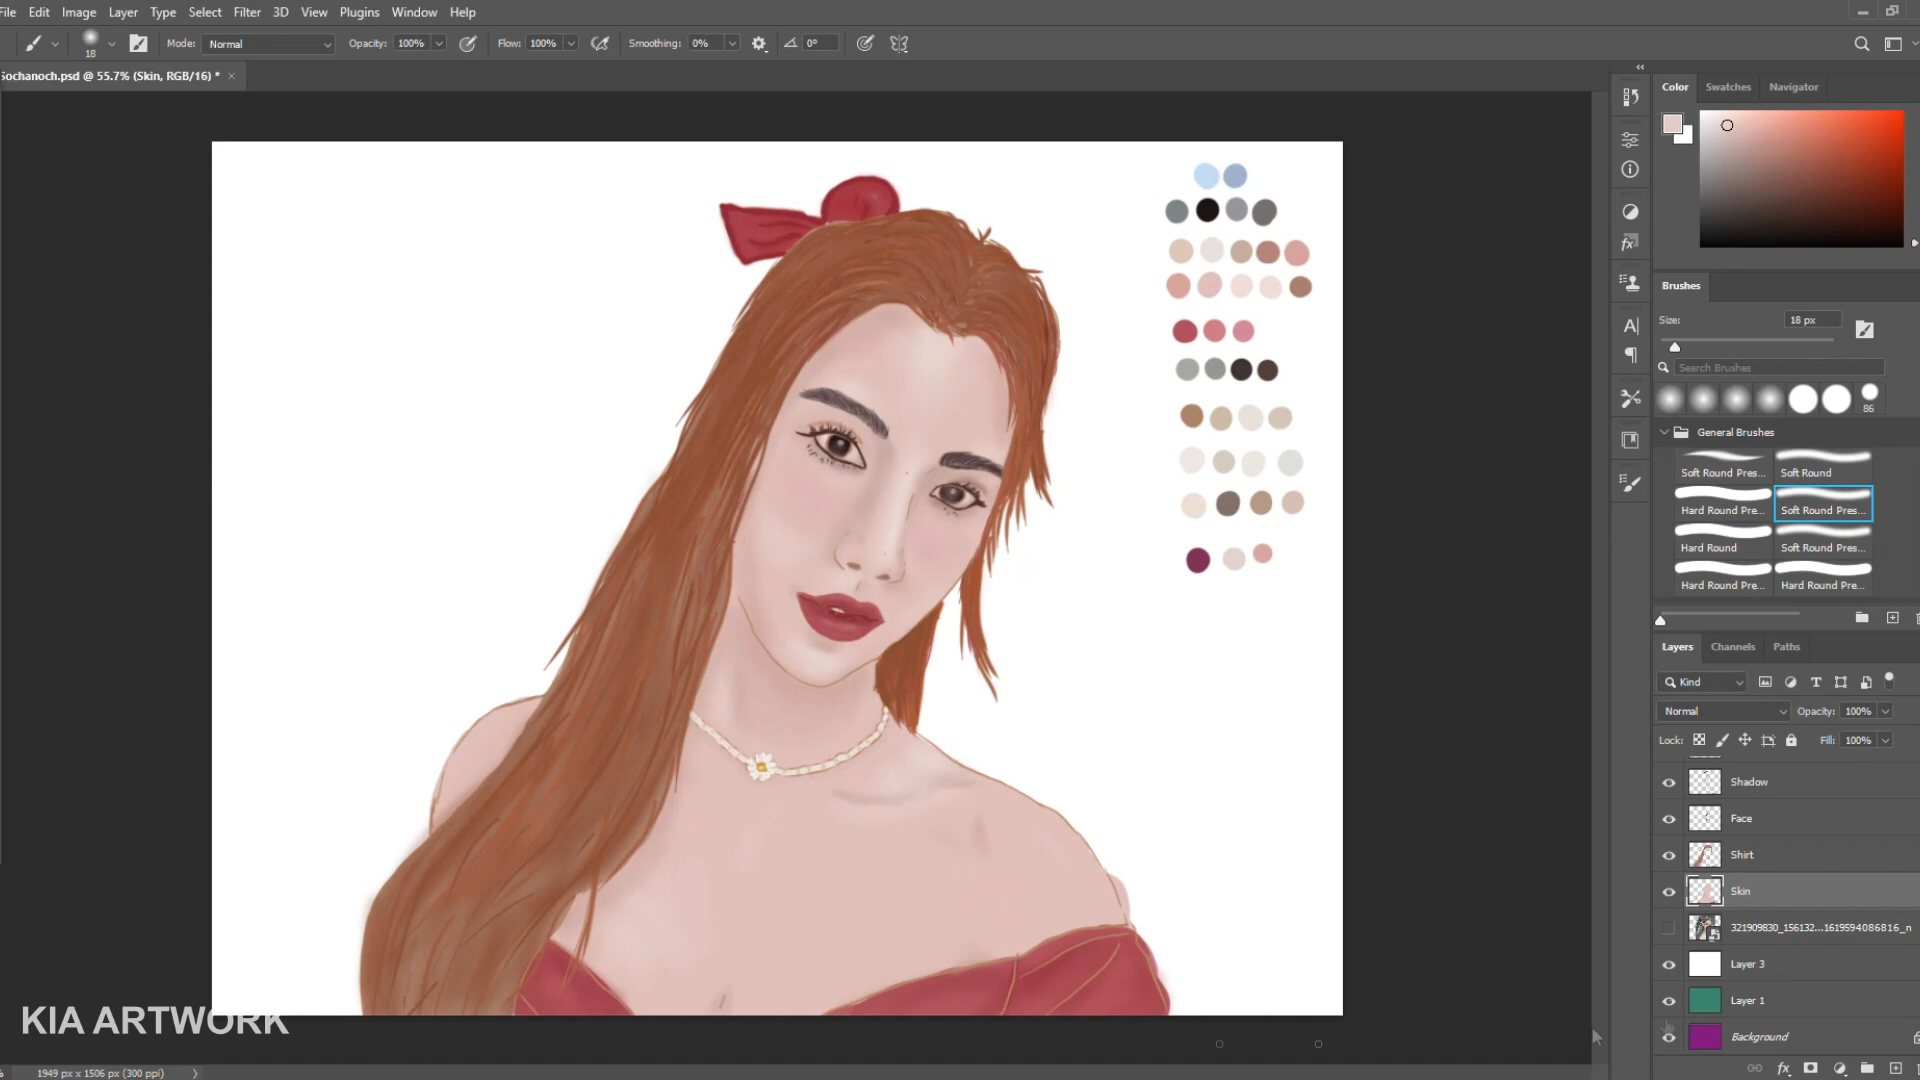 File Edit Image Layer Type Select Filter 3D View Plugins Window Help
18 Mode: Normal Opacity: 100% Flow: 100% Smoothing: 0% 0°
Sochanoch.psd @ 55.7% (Skin, RGB/16) * ×
Color Swatches Navigator
Brushes
Size: 18 px
Search Brushes
86
General Brushes
Soft Round Pres... Soft Round
Hard Round Pre... Soft Round Pres...
Hard Round Soft Round Pres...
Hard Round Pre... Hard Round Pre...
Layers Channels Paths
Kind
Normal Opacity: 100%
Lock: Fill: 100%
Shadow
Face
Shirt
Skin
321909830_156132...1619594086816_n
Layer 3
Layer 1
Background
KIA ARTWORK
% 1949 px x 1506 px (300 ppi)